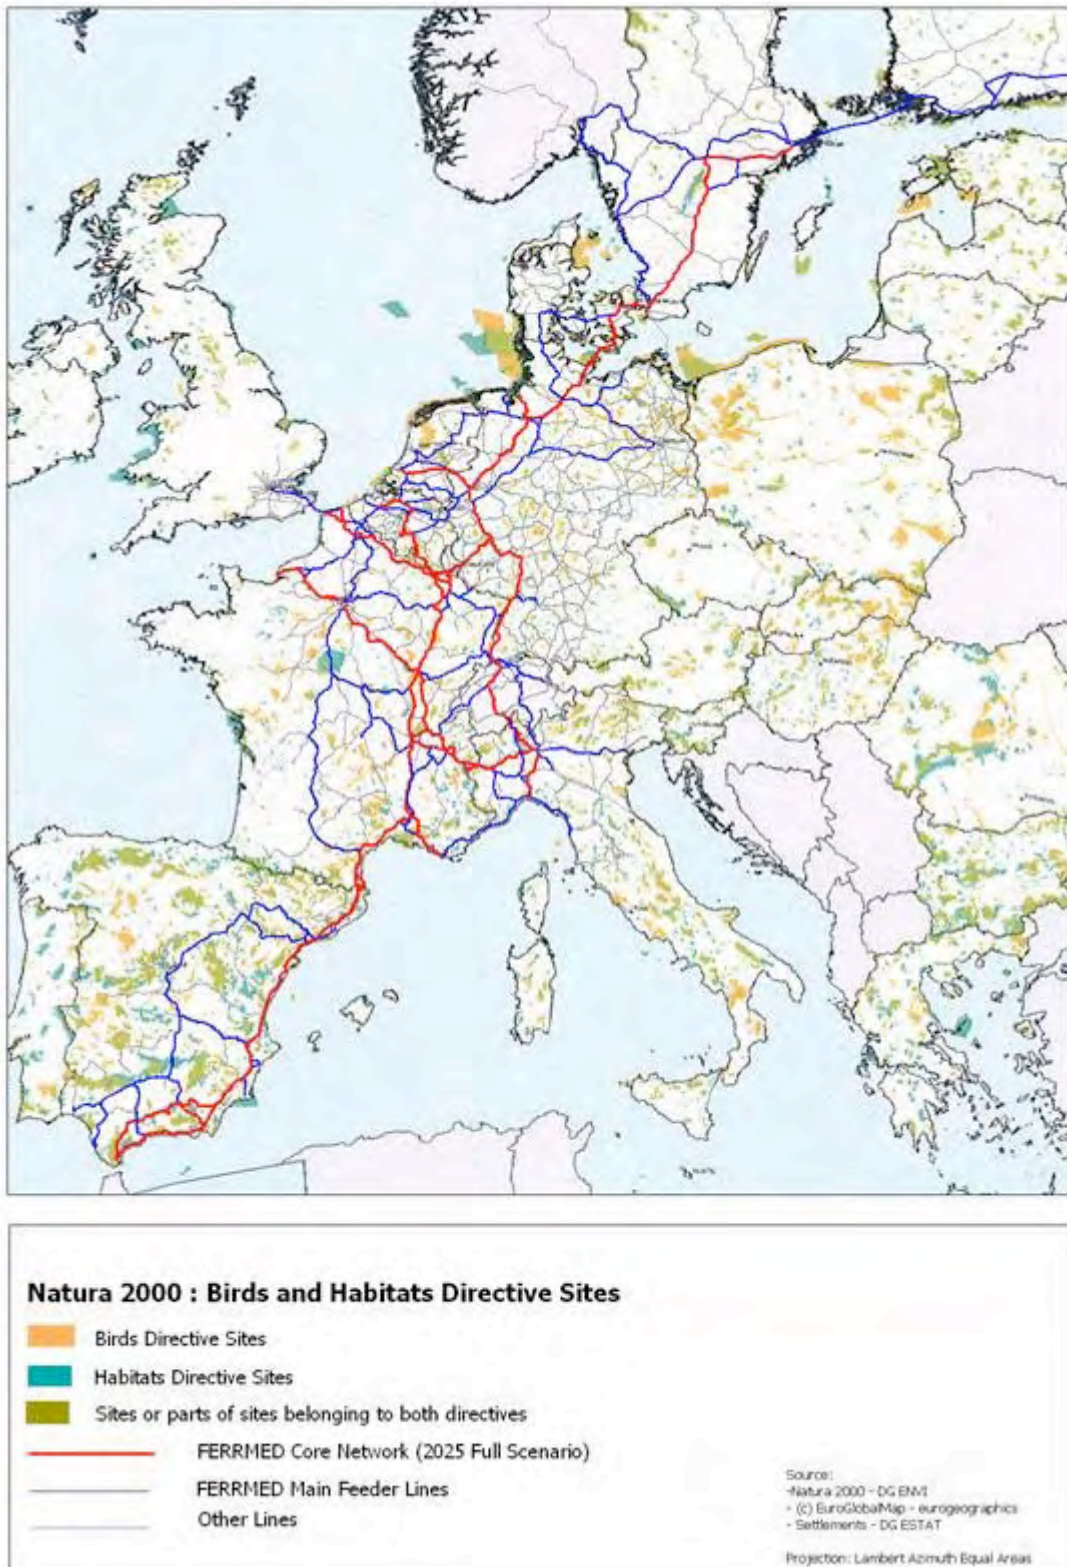 Natura 2000 : Birds and Habitats Directive Sites
Birds Directive Sites
Habitats Directive Sites
Sites or parts of sites belonging to both directives
FERRMED Core Network (2025 Full Scenario)
FERRMED Main Feeder Lines
Other Lines
Source:
-Natura 2000 - DG ENVI
- (c) EuroGlobalMap - eurogeographics
- Settlements - DG ESTAT
Projection: Lambert Azimuth Equal Areas